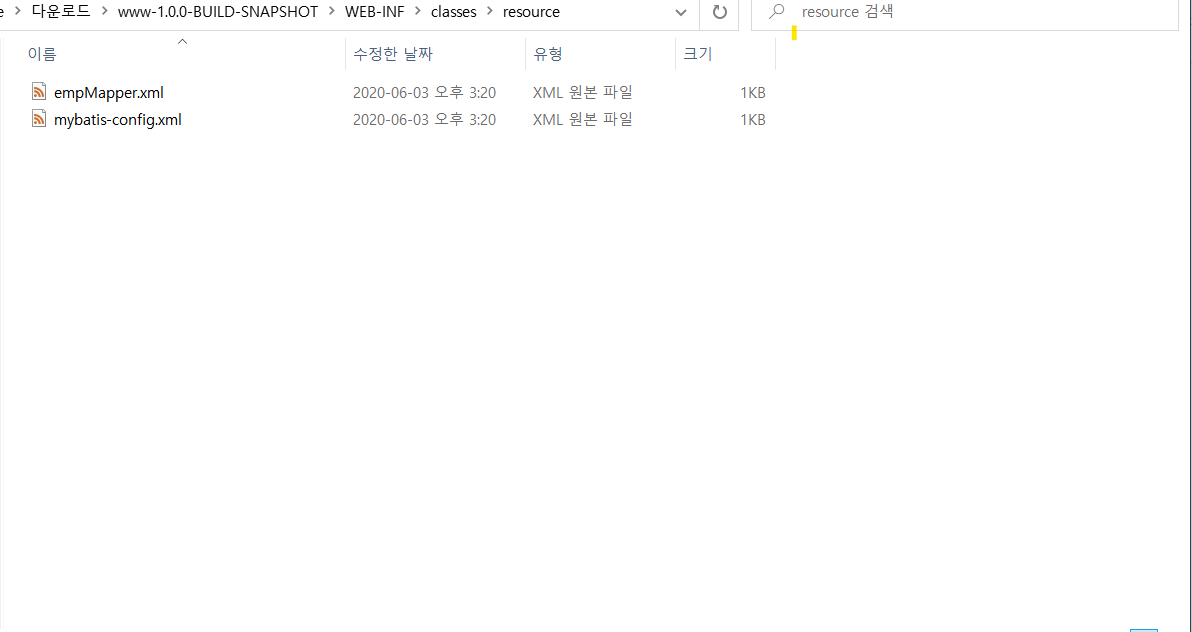 e > 다운로드 > www-1.0.0-BUILD-SNAPSHOT > WEB-INF > classes > resource
resource 검색
이름 수정한 날짜 유형 크기
empMapper.xml 2020-06-03 오후 3:20 XML 원본 파일 1KB
mybatis-config.xml 2020-06-03 오후 3:20 XML 원본 파일 1KB